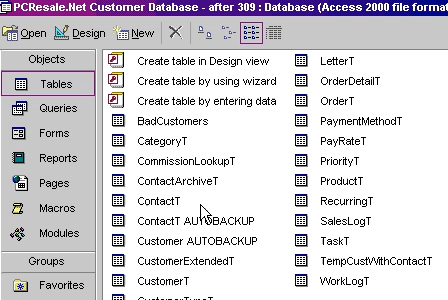 PCResale.Net Customer Database - after 309 : Database (Access 2000 file format
Open Design New
Objects
Tables
Queries
Forms
Reports
Pages
Macros
Modules
Groups
Favorites
Create table in Design view
Create table by using wizard
Create table by entering data
BadCustomers
CategoryT
CommissionLookupT
ContactArchiveT
ContactT
ContactT AUTOBACKUP
Customer AUTOBACKUP
CustomerExtendedT
CustomerT
CustomerTypeT
LetterT
OrderDetailT
OrderT
PaymentMethodT
PayRateT
PriorityT
ProductT
RecurringT
SalesLogT
TaskT
TempCustWithContactT
WorkLogT